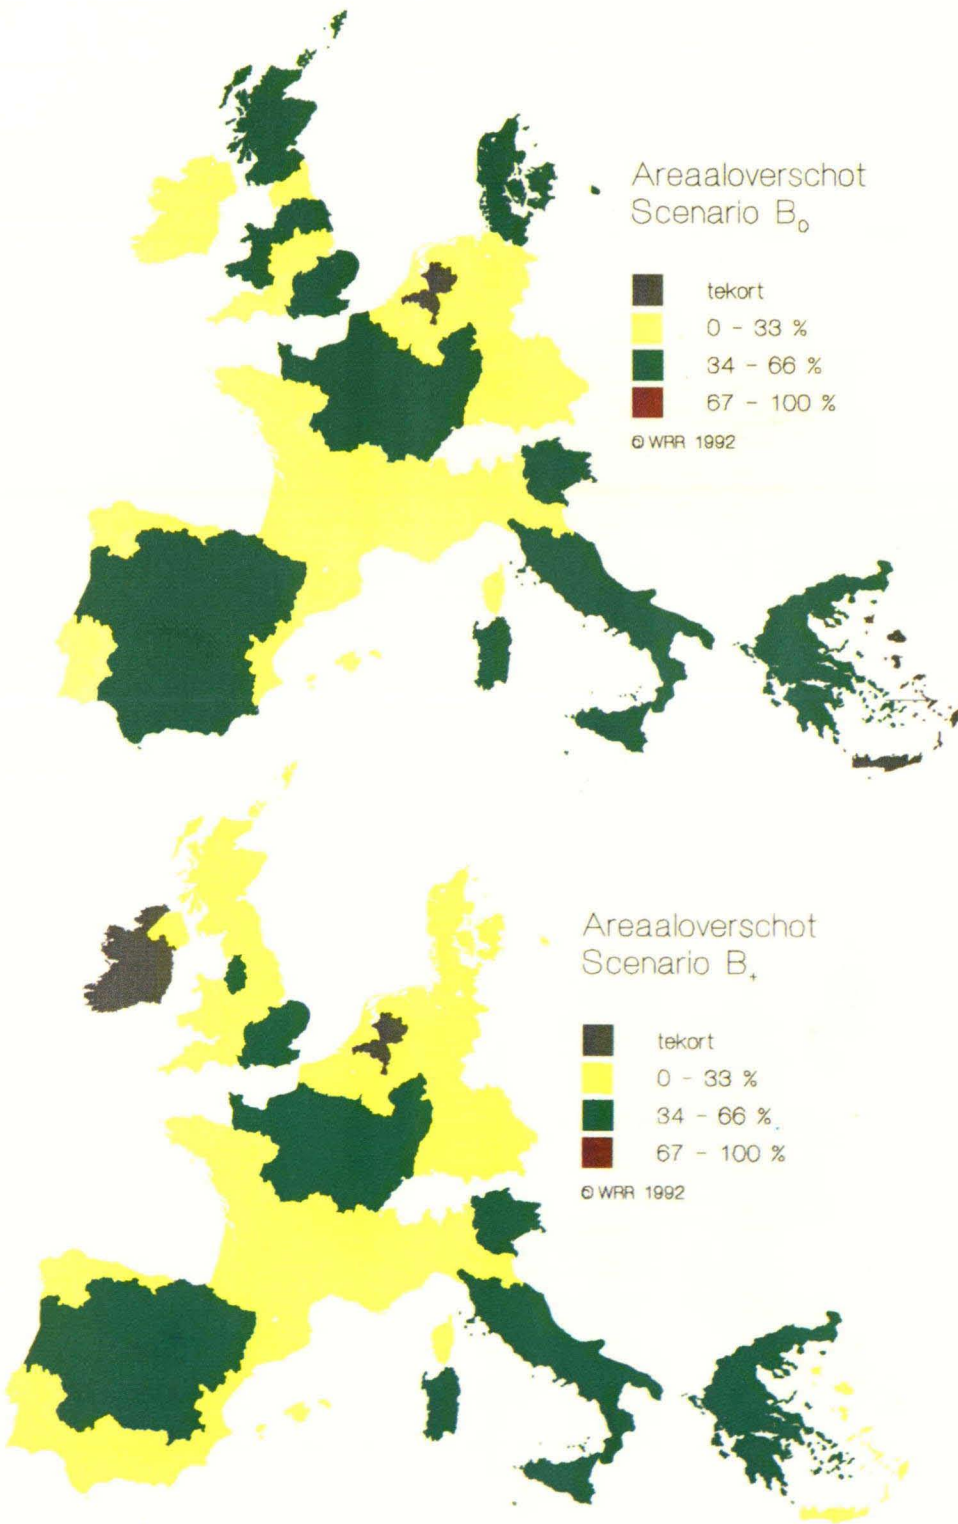 Areaaloverschot
Scenario B₀
tekort
0 - 33 %
34 - 66 %
67 - 100 %
© WRR 1992
Areaaloverschot
Scenario B₊
tekort
0 - 33 %
34 - 66 %
67 - 100 %
© WRR 1992